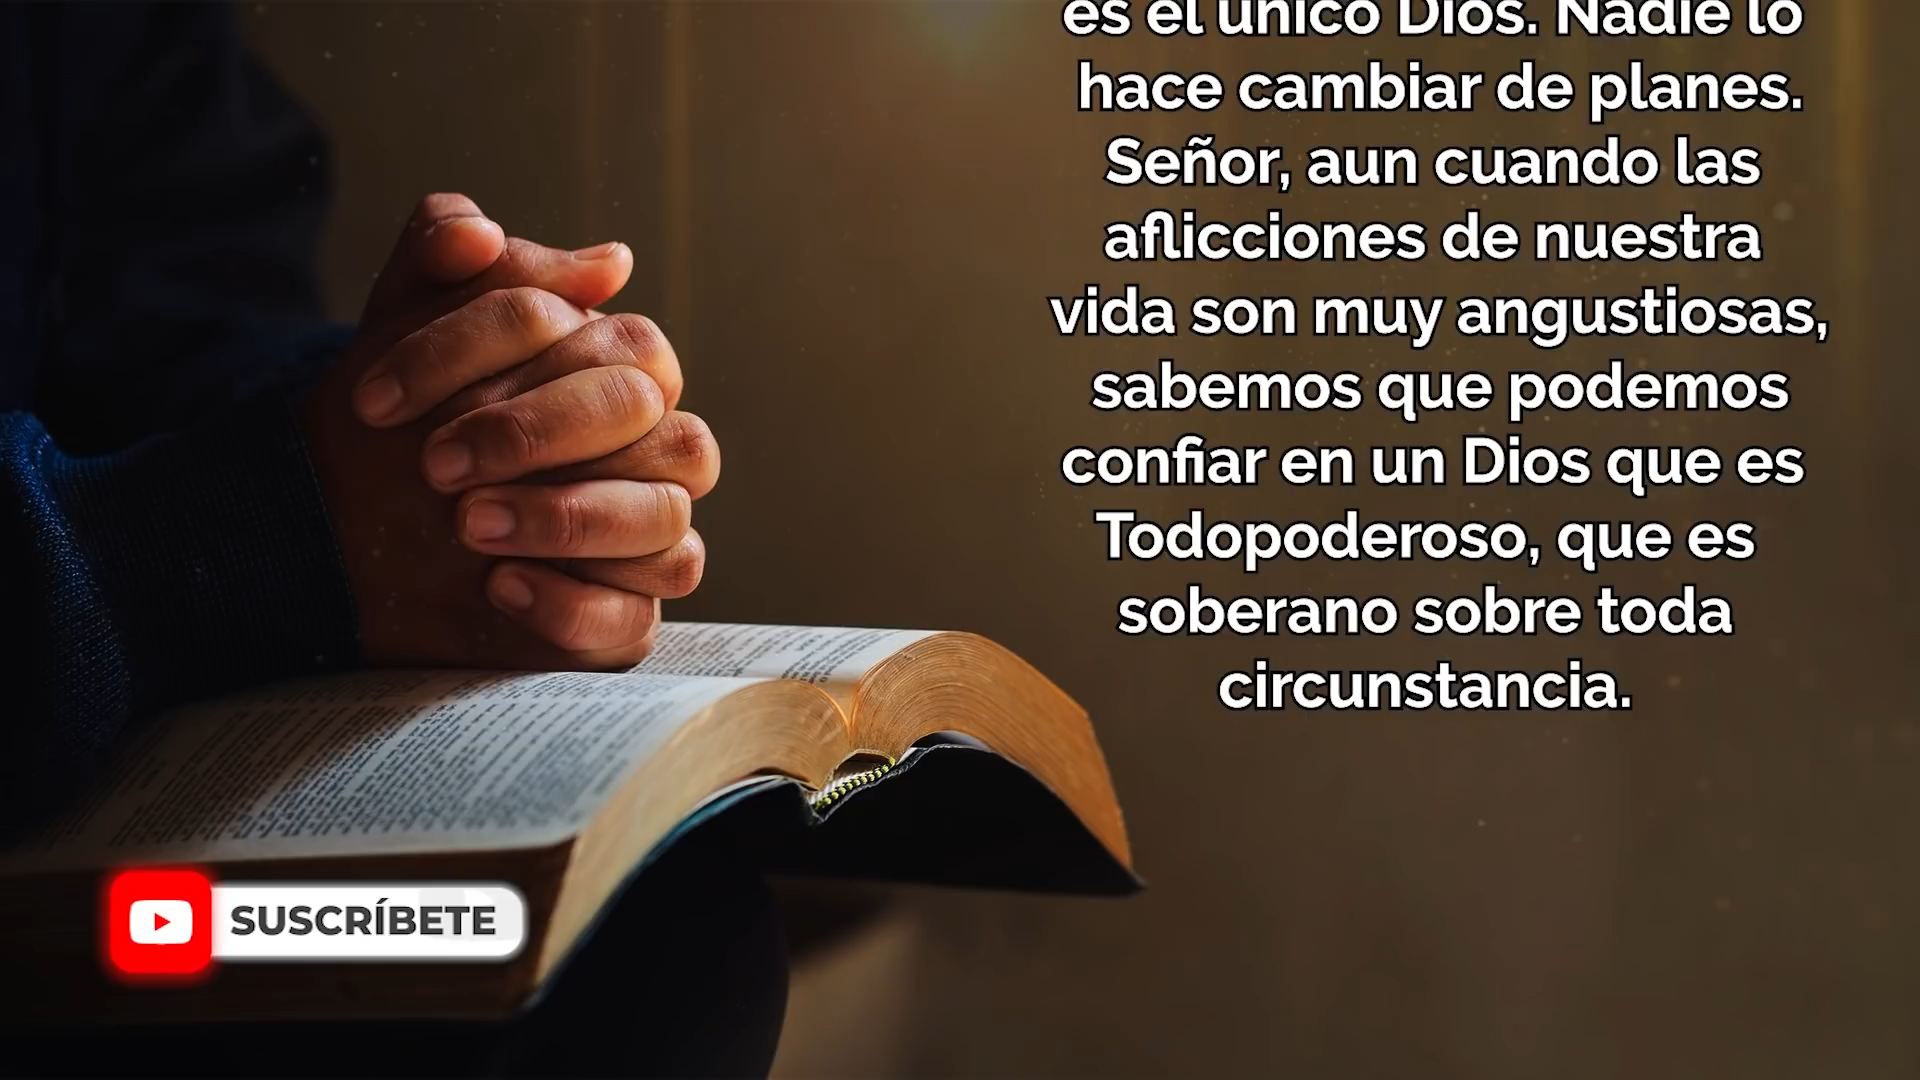 es el único Dios. Nadie lo
hace cambiar de planes.
Señor, aun cuando las
aflicciones de nuestra
vida son muy angustiosas,
sabemos que podemos
confiar en un Dios que es
Todopoderoso, que es
soberano sobre toda
circunstancia.
SUSCRÍBETE